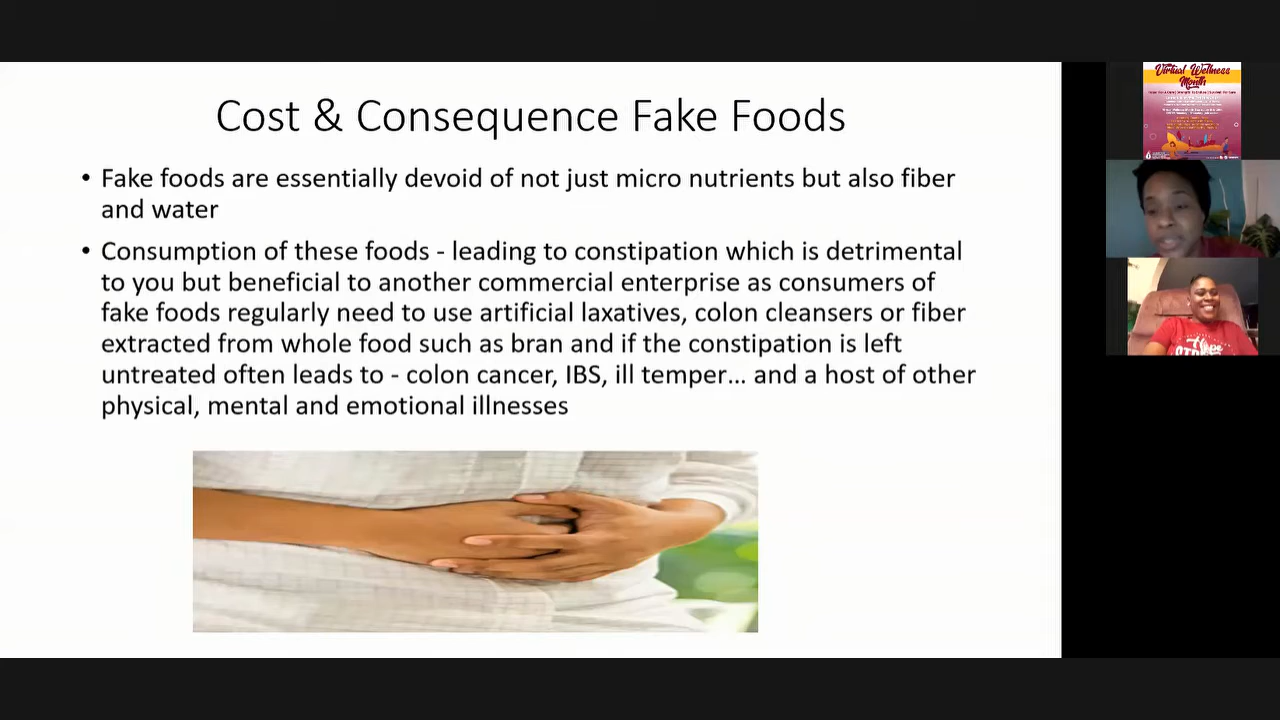 Cost & Consequence Fake Foods
• Fake foods are essentially devoid of not just micro nutrients but also fiber
and water
• Consumption of these foods - leading to constipation which is detrimental
to you but beneficial to another commercial enterprise as consumers of
fake foods regularly need to use artificial laxatives, colon cleansers or fiber
extracted from whole food such as bran and if the constipation is left
untreated often leads to - colon cancer, IBS, ill temper... and a host of other
physical, mental and emotional illnesses
Virtual Wellness
Month
Hope